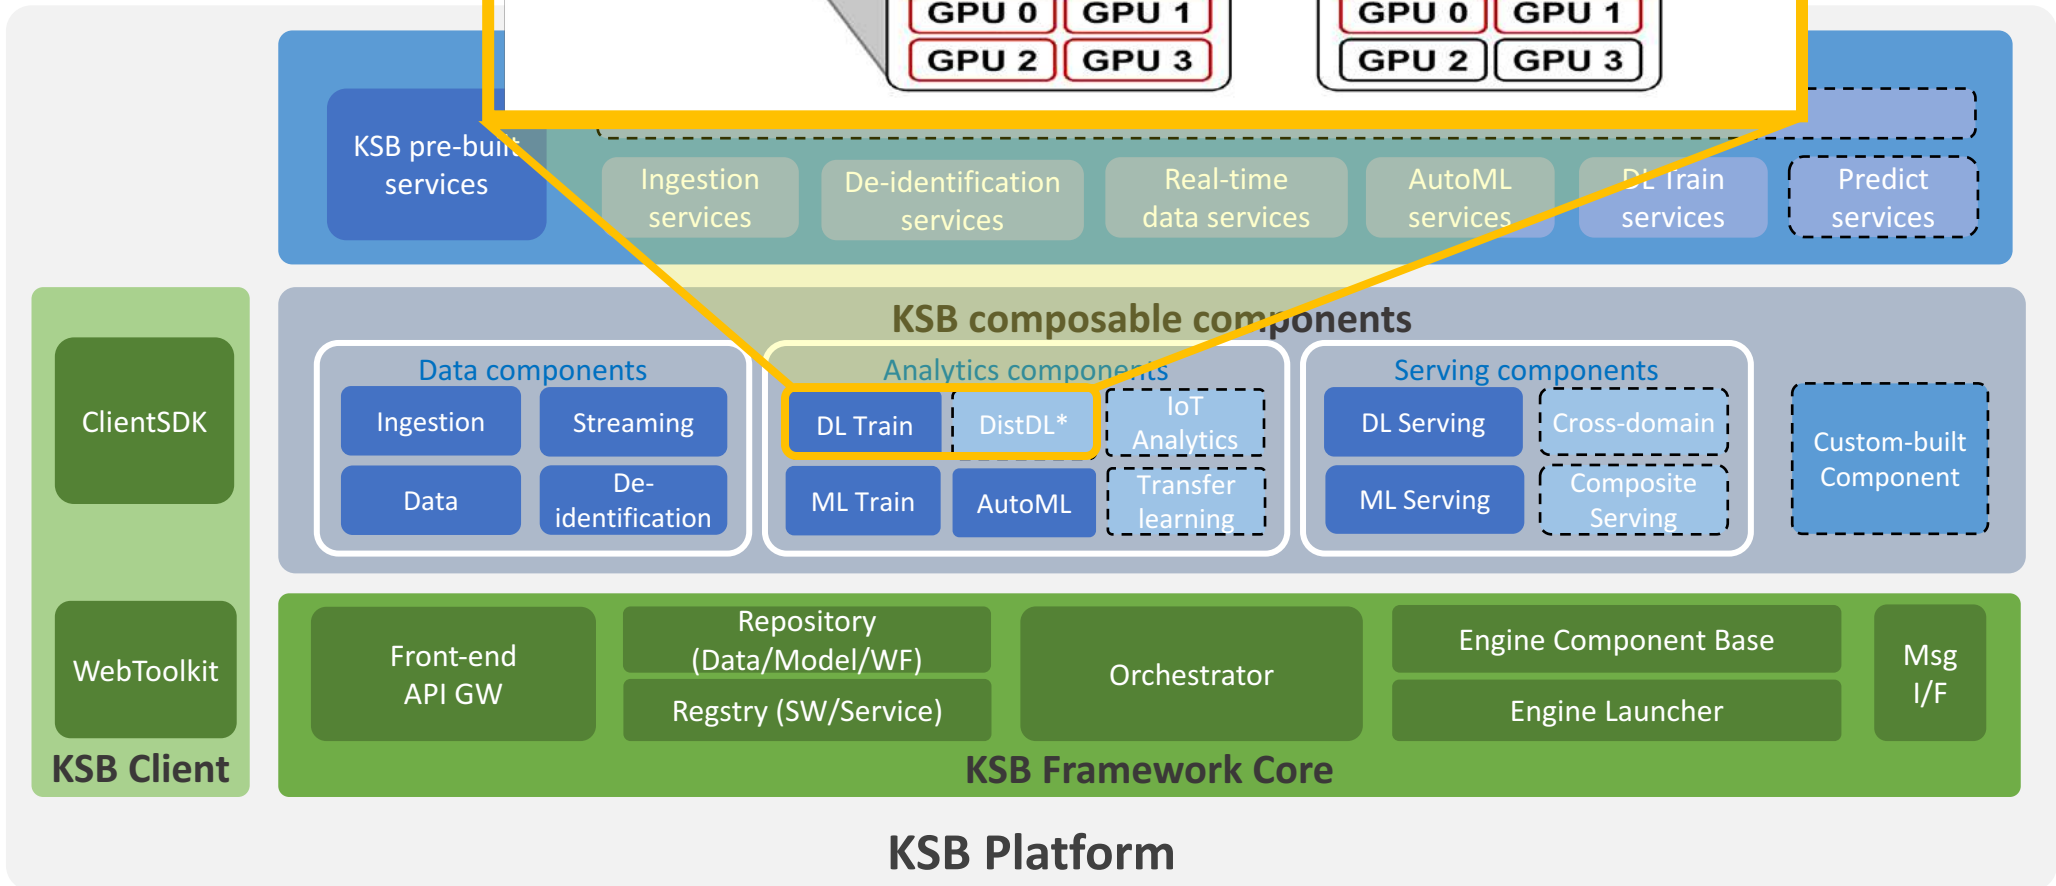 GPU 0 GPU 1 GPU 0 GPU 1
GPU 2 GPU 3 GPU 2 GPU 3
KSB pre-built
services
Ingestion
services
De-identification
services
Real-time
data services
AutoML
services
DL Train
services
Predict
services
KSB composable components
Data components
Ingestion
Streaming
Data
De-
identification
Analytics components
DL Train
DistDL*
IoT
Analytics
ML Train
AutoML
Transfer
learning
Serving components
DL Serving
Cross-domain
ML Serving
Composite
Serving
Custom-built
Component
ClientSDK
WebToolkit
KSB Client
Front-end
API GW
Repository
(Data/Model/WF)
Regstry (SW/Service)
Orchestrator
Engine Component Base
Engine Launcher
Msg
I/F
KSB Framework Core
KSB Platform